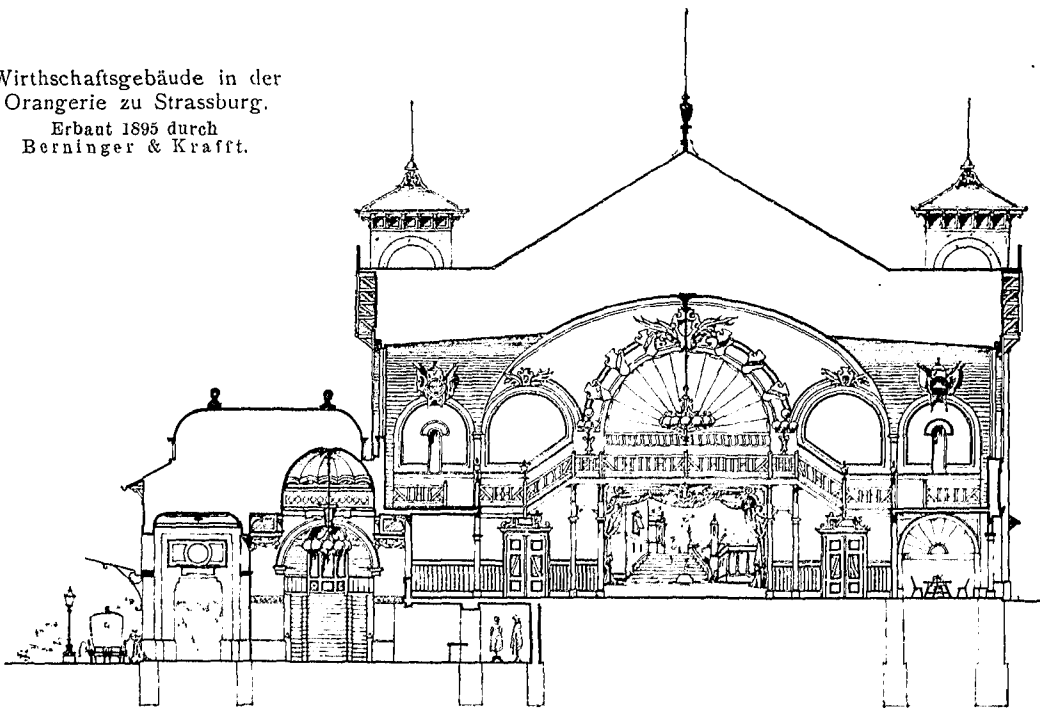 Wirthschaftsgebäude in der
Orangerie zu Strassburg.
Erbaut 1895 durch
Berninger & Krafft.